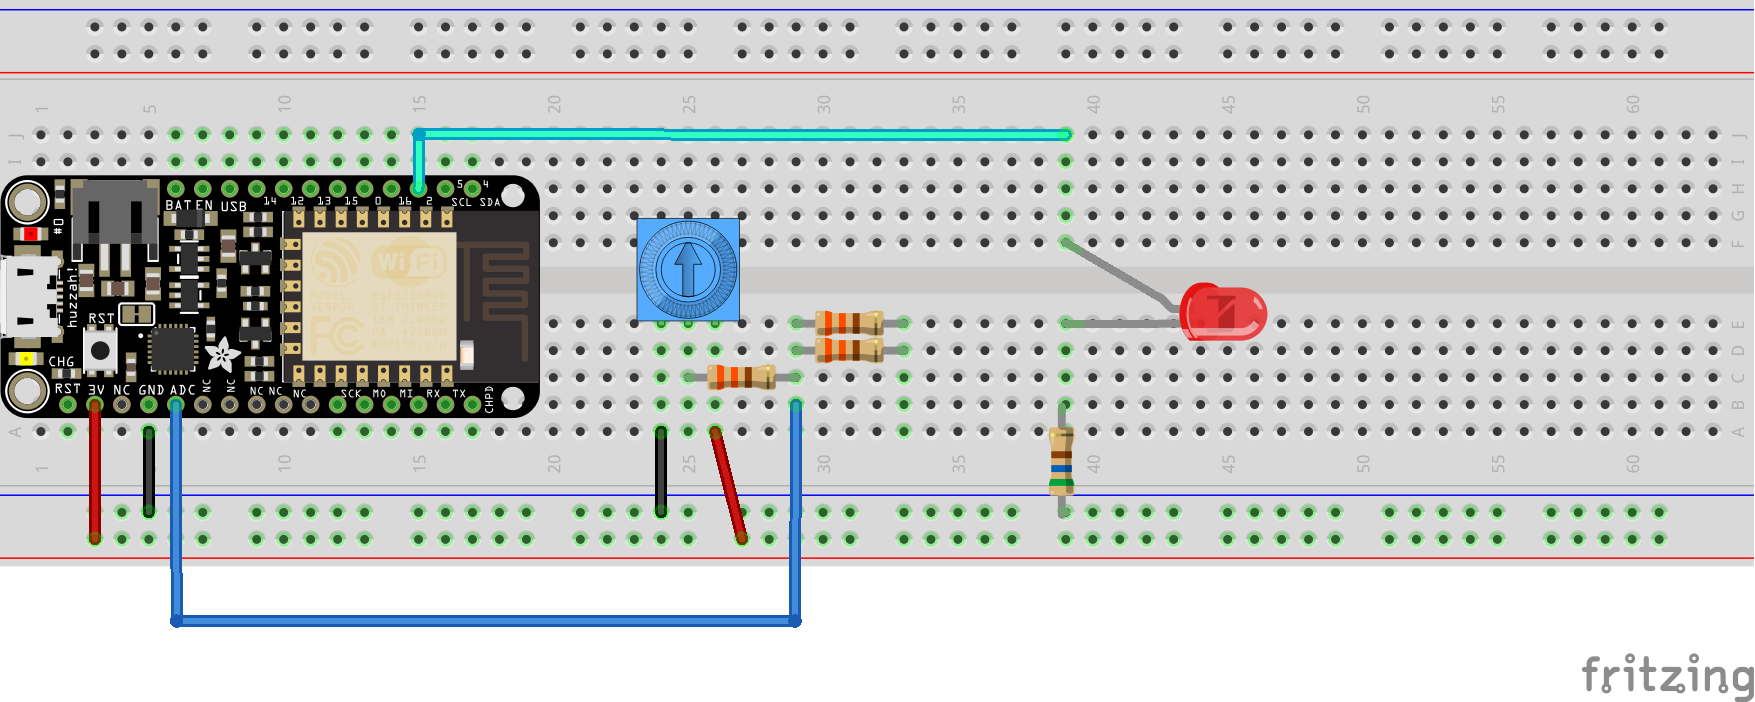 1 5 10 15 20 25 30 35 40 45 50 55 60
J J
I I
H
G
F
5 4
BAT EN USB 14 12 13 15 0 16 2 SCL SDA
#0
WiFi
huzzah!
FC
RST
E
D
CHG
C
RST 3V NC GND ADC NC NC NC NC NC SCK MO MI RX TX CHPD
B
A A
1 10 15 20 25 30 35 40 45 50 55 60
fritzing